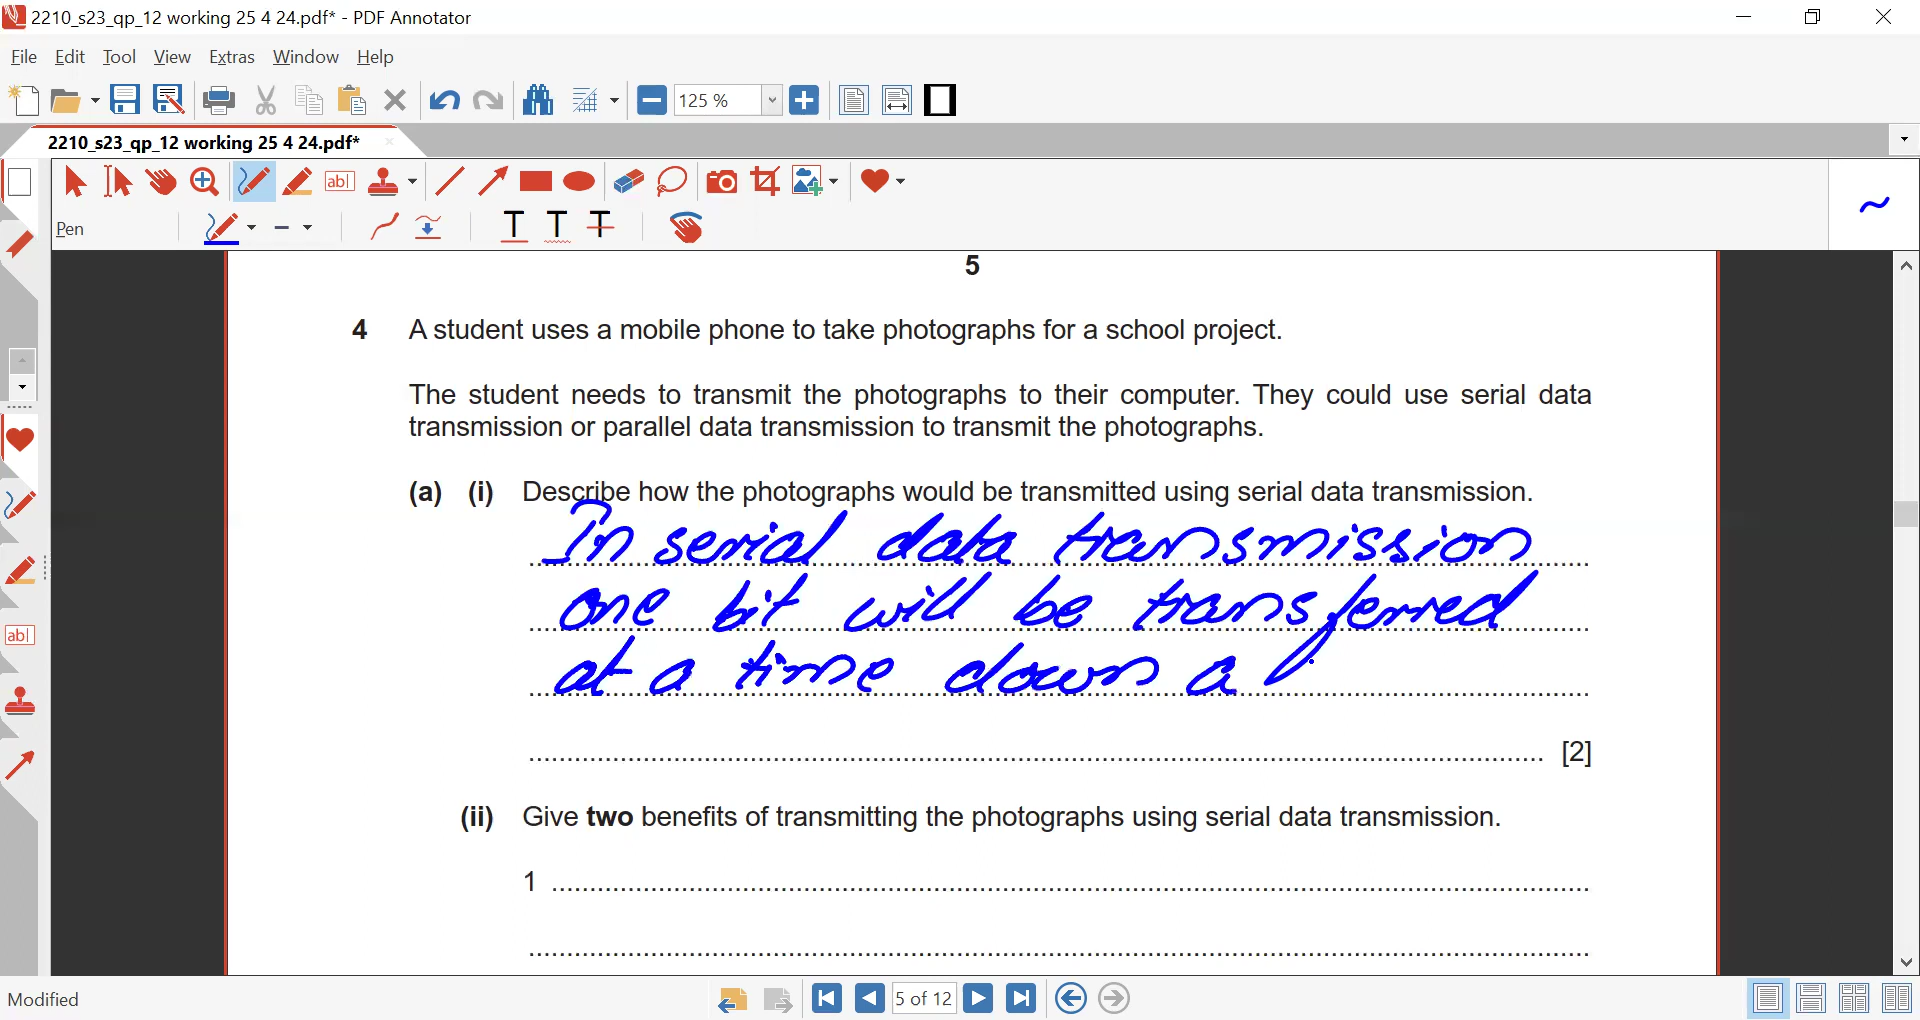 2210_s23_qp_12 working 25 4 24.pdf* - PDF Annotator
File Edit Tool View Extras Window Help
125 %
2210_s23_qp_12 working 25 4 24.pdf*
ab|
Pen
T T T
5
4 A student uses a mobile phone to take photographs for a school project.
The student needs to transmit the photographs to their computer. They could use serial data
transmission or parallel data transmission to transmit the photographs.
(a) (i) Describe how the photographs would be transmitted using serial data transmission.
In serial data transmission
one bit will be transferred
at a time down a
[2]
(ii) Give two benefits of transmitting the photographs using serial data transmission.
1
ab|
Modified
5 of 12